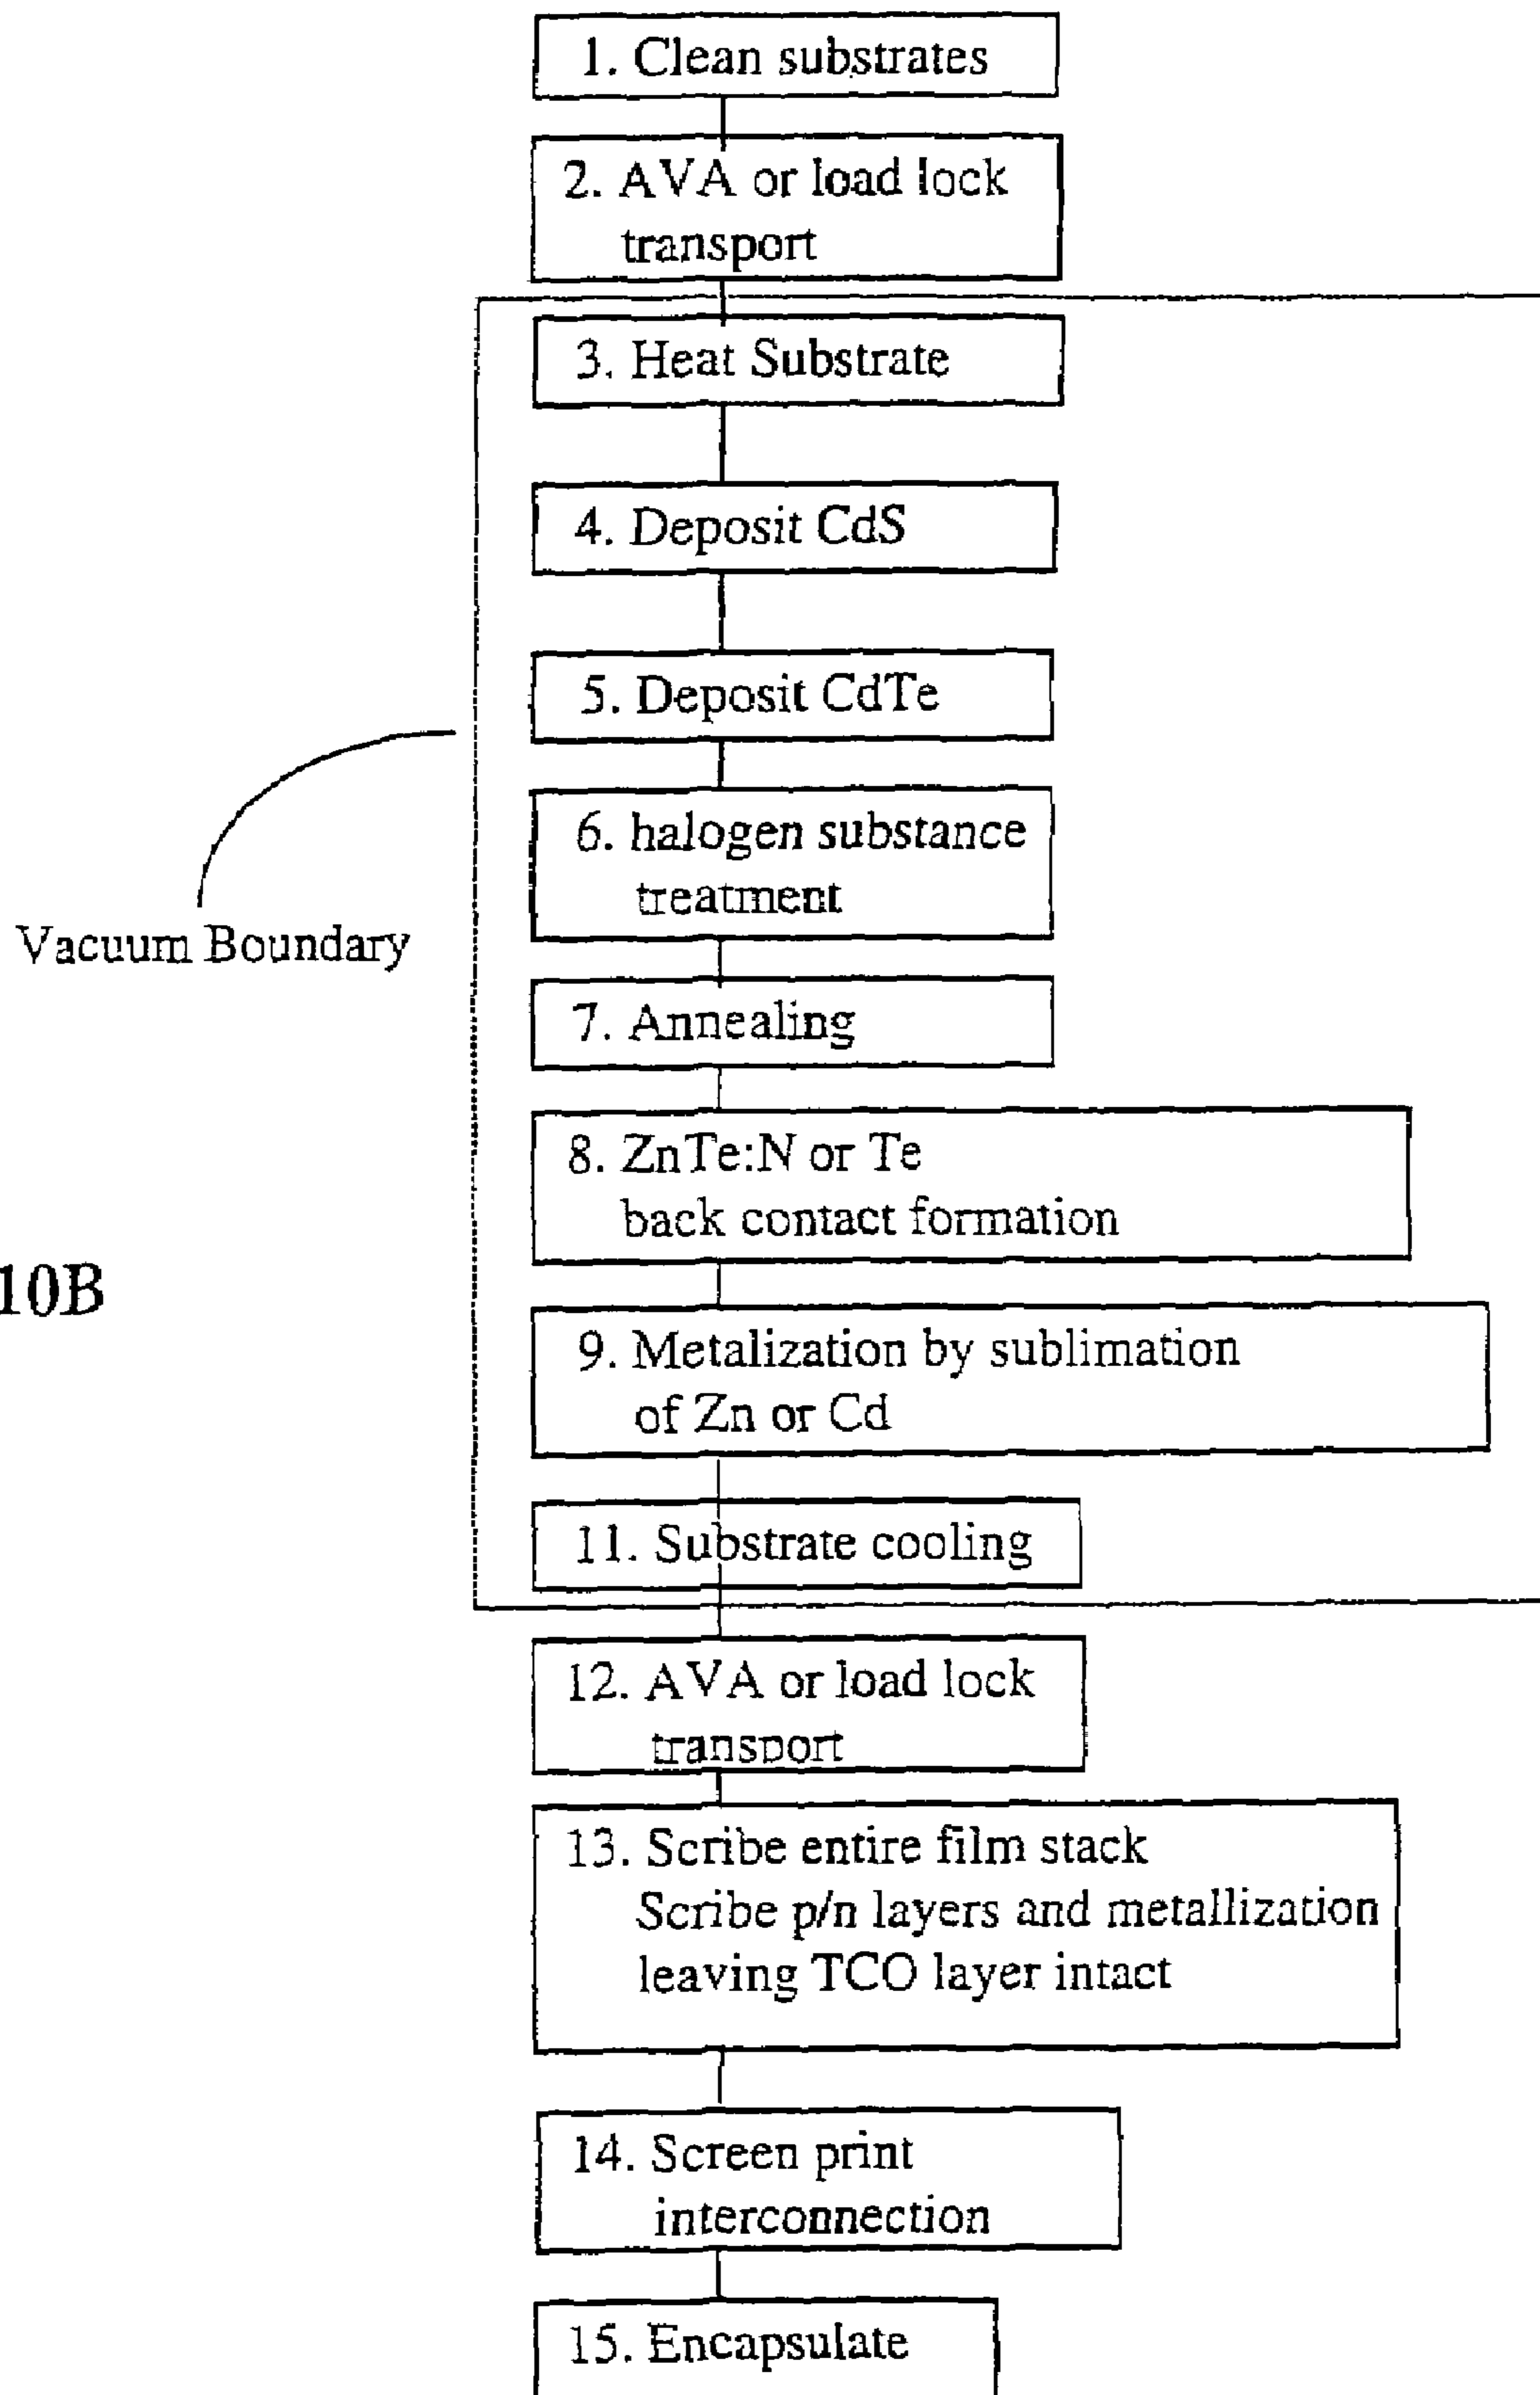 1. Clean substrates
2. AVA or load lock
transport
3. Heat Substrate
4. Deposit CdS
5. Deposit CdTe
6. halogen substance
treatment
Vacuum Boundary
7. Annealing
8. ZnTe:N or Te
back contact formation
10B
9. Metalization by sublimation
of Zn or Cd
11. Substrate cooling
12. AVA or load lock
transport
13. Scribe entire film stack
Scribe p/n layers and metallization
leaving TCO layer intact
14. Screen print
interconnection
15. Encapsulate